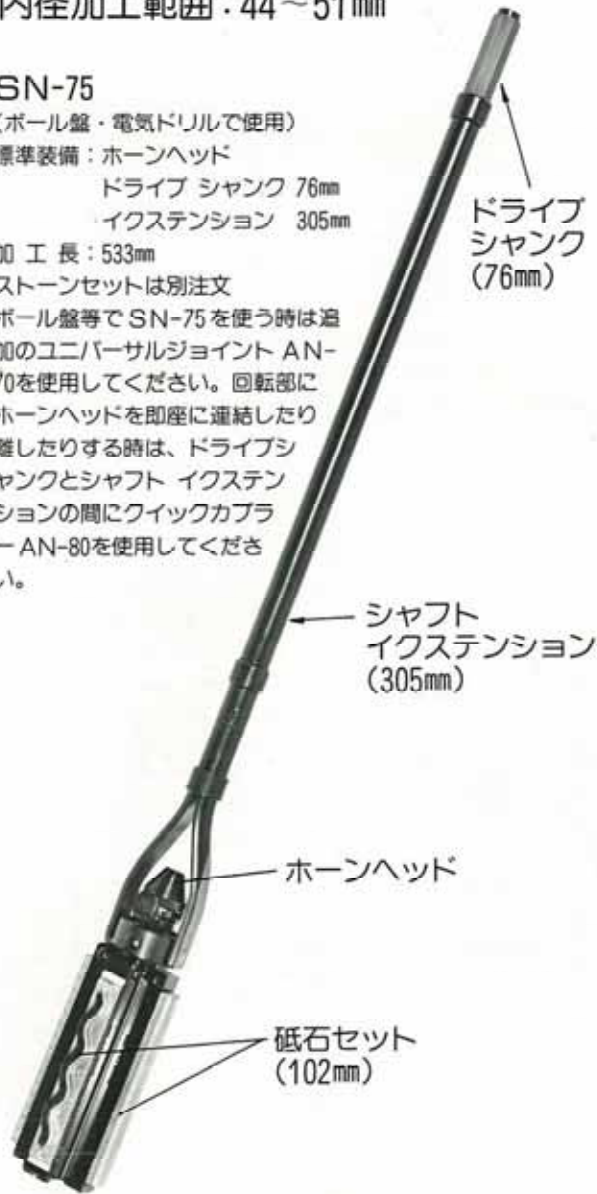 内径加工範囲：44～51㎜
SN-75
(ボール盤・電気ドリルで使用)
標準装備：ホーンヘッド
ドライブ シャンク 76㎜
イクステンション 305㎜
加 工 長：533㎜
ストーンセットは別注文
ボール盤等でSN-75を使う時は追
加のユニバーサルジョイント AN-
70を使用してください。回転部に
ホーンヘッドを即座に連結したり
離したりする時は、ドライブシ
ャンクとシャフト イクステン
ションの間にクイックカプラ
ー AN-80を使用してくださ
い。
ドライブ
シャンク
(76㎜)
シャフト
イクステンション
(305㎜)
ホーンヘッド
砥石セット
(102㎜)